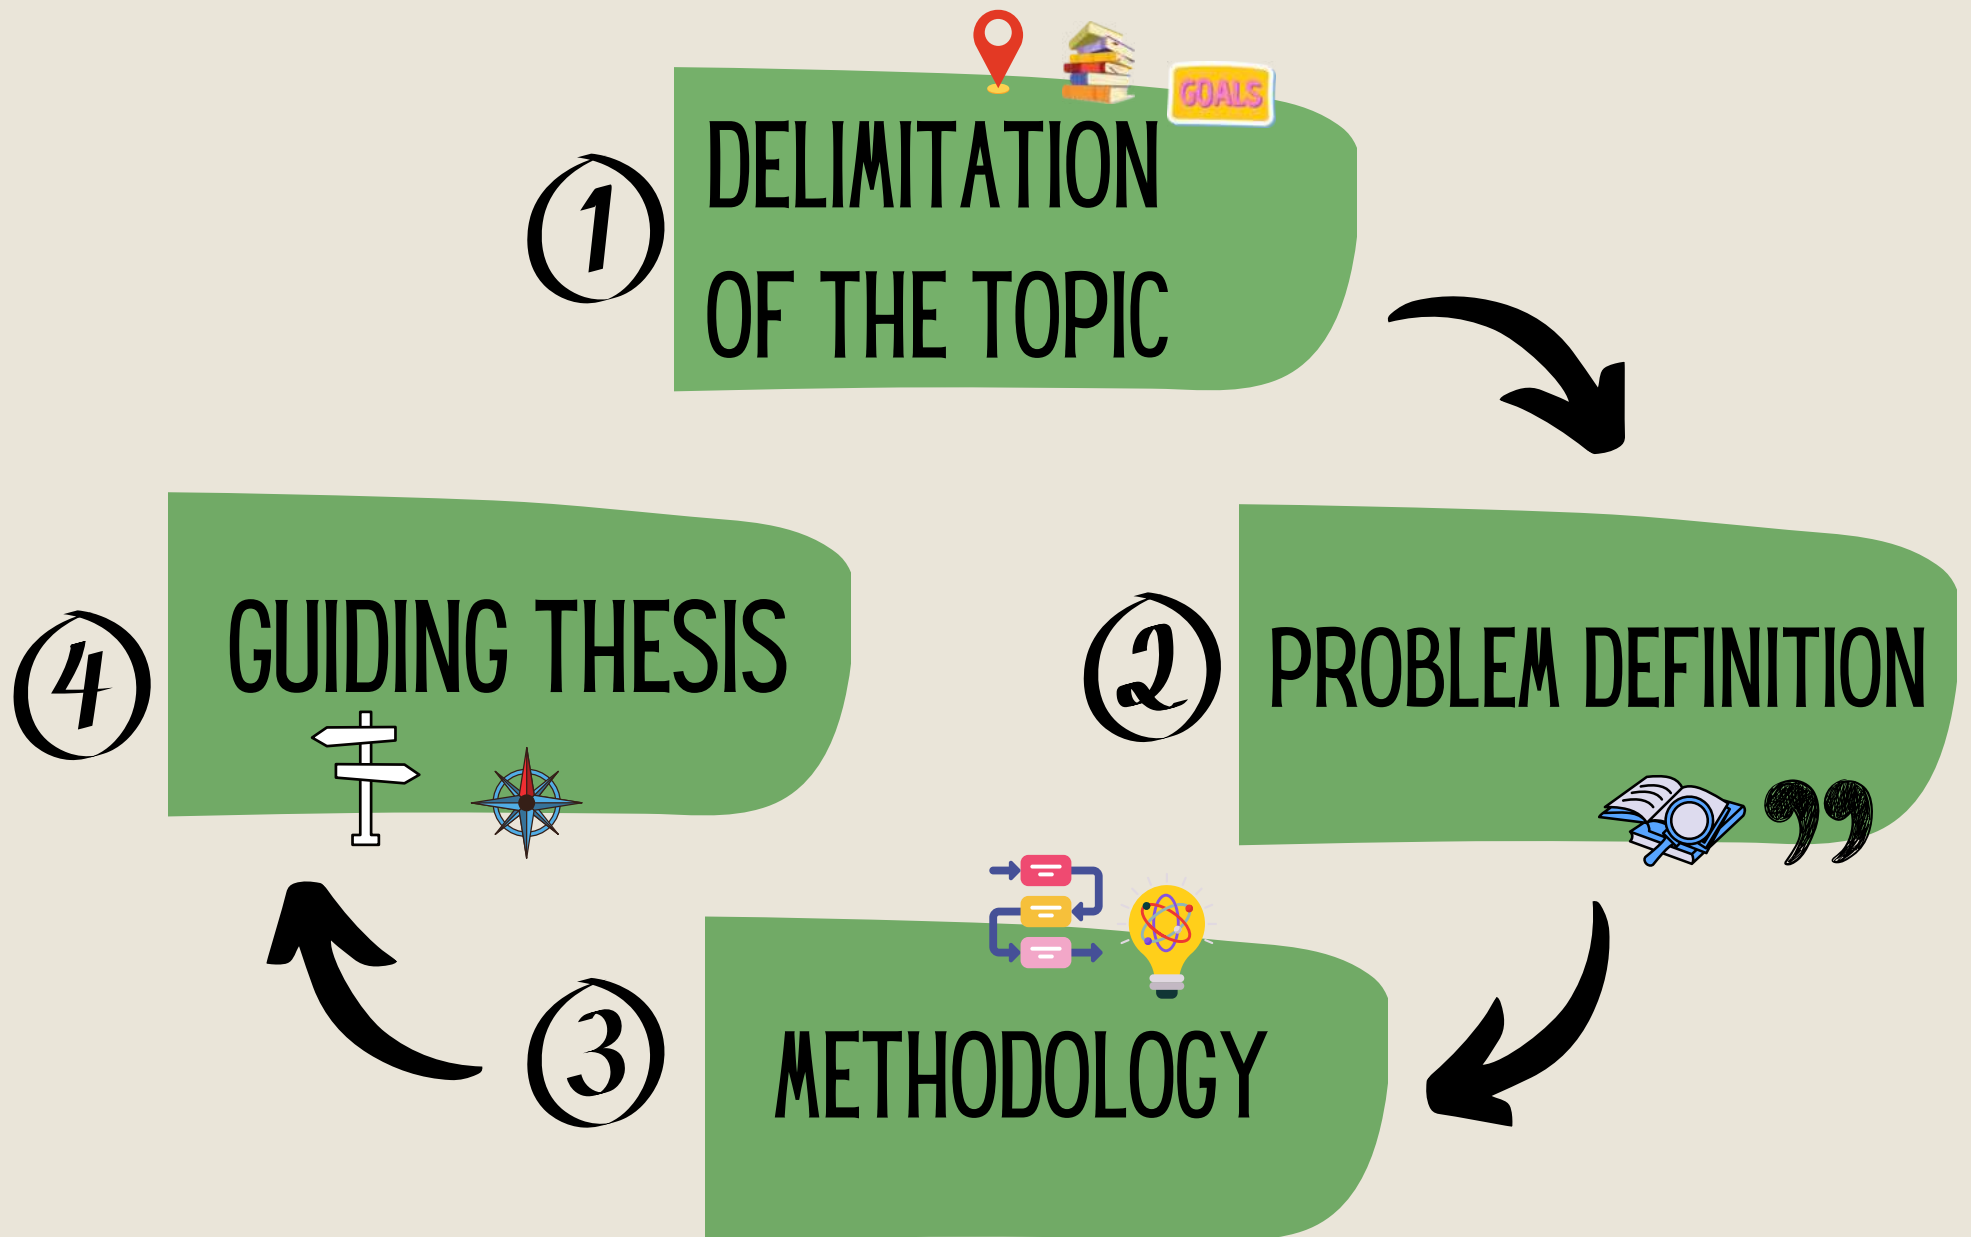 GOALS
1
DELIMITATION
OF THE TOPIC
2
PROBLEM DEFINITION
3
METHODOLOGY
4
GUIDING THESIS